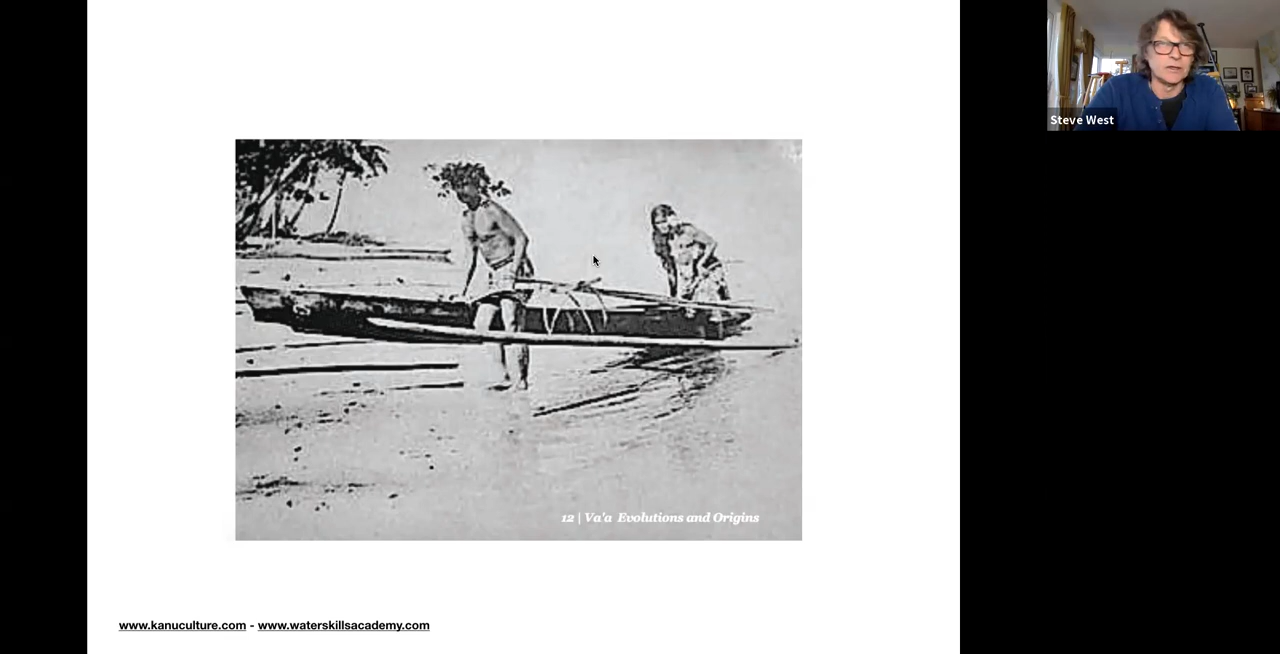 Steve West
12 | Va'a Evolutions and Origins
www.kanuculture.com - www.waterskillsacademy.com